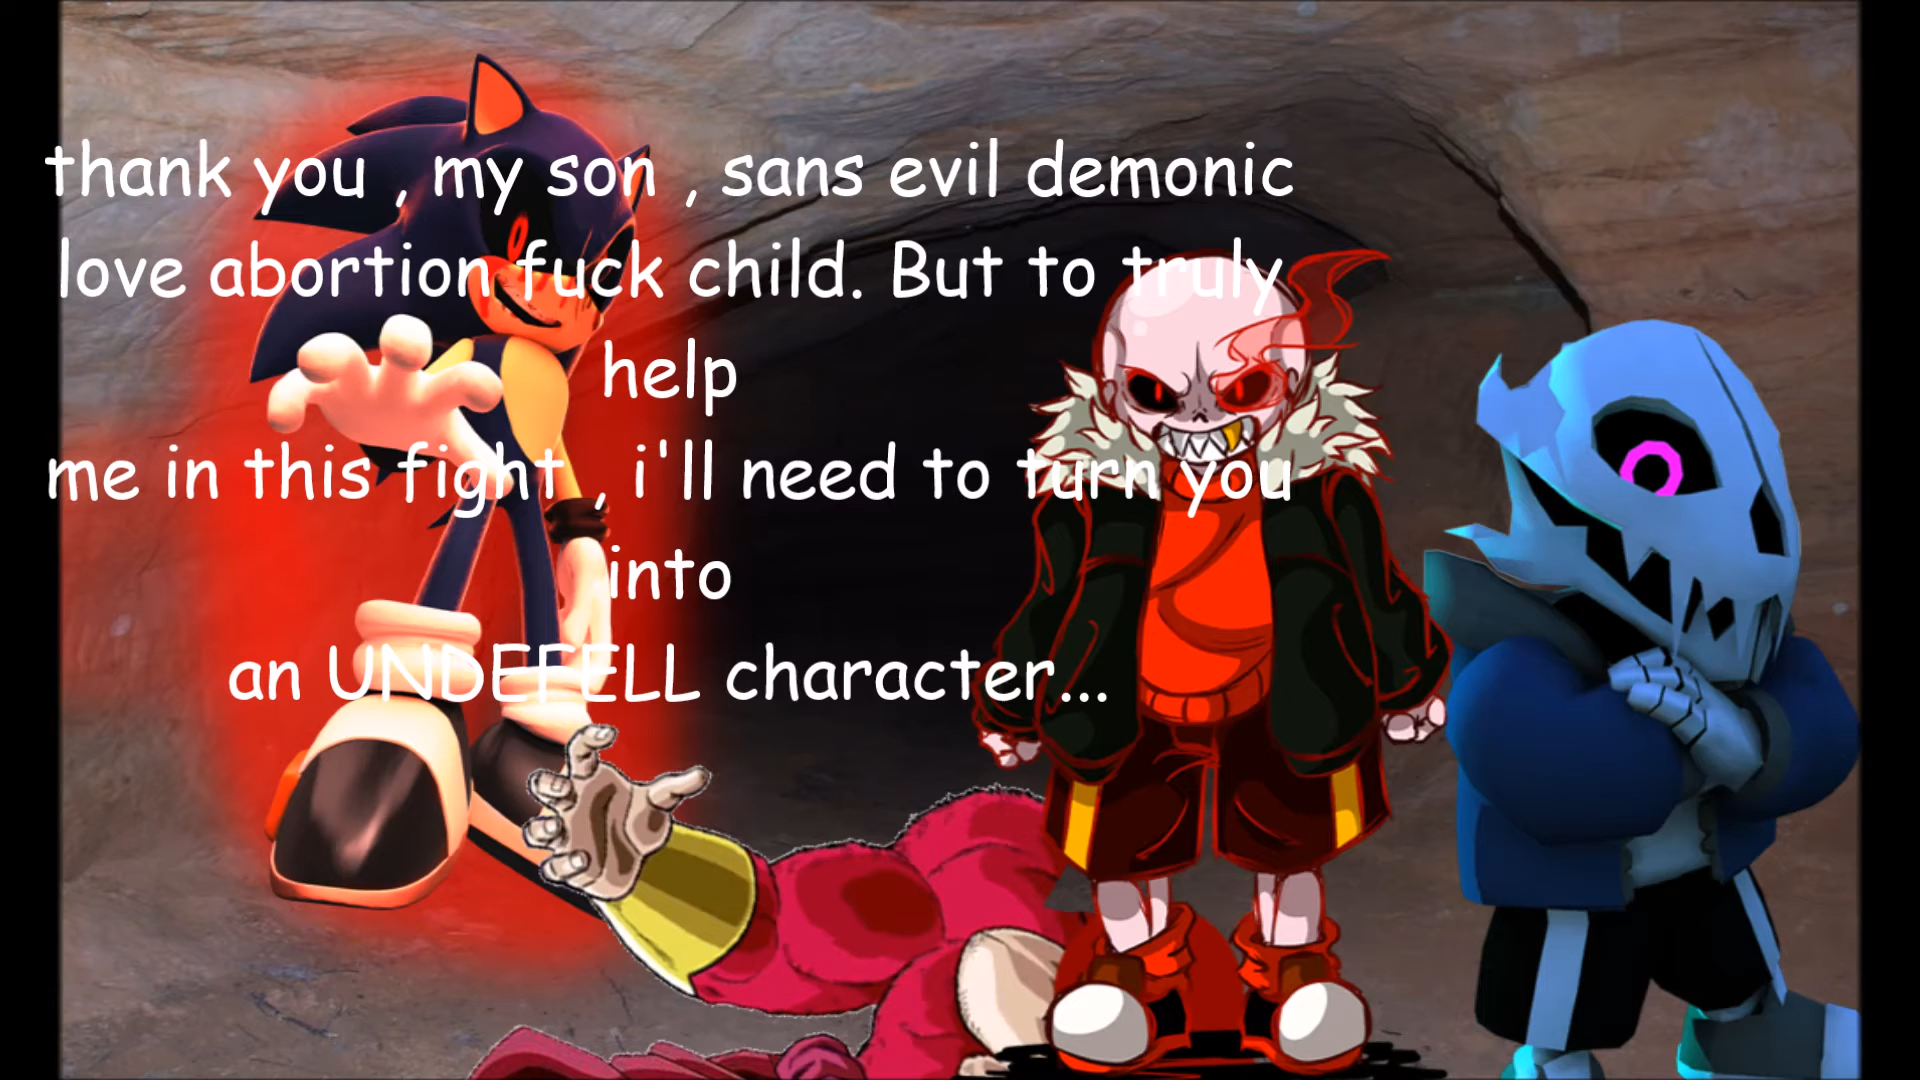 thank you , my son , sans evil demonic
love abortion fuck child. But to truly
help
me in this fight , i'll need to turn you
into
an UNDEFELL character...